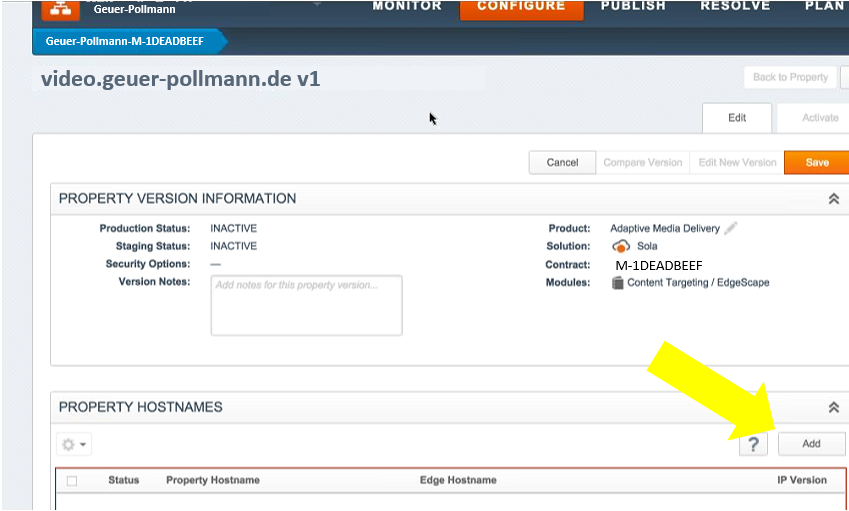 Geuer-Pollmann
MONITOR CONFIGURE PUBLISH RESOLVE PLAN
Geuer-Pollmann-M-1DEADBEEF
video.geuer-pollmann.de v1
Back to Property
Edit Activate
Cancel Compare Version Edit New Version Save
PROPERTY VERSION INFORMATION
Production Status: INACTIVE
Staging Status: INACTIVE
Security Options: —
Version Notes: Add notes for this property version...
Product: Adaptive Media Delivery
Solution: Sola
Contract: M-1DEADBEEF
Modules: Content Targeting / EdgeScape
PROPERTY HOSTNAMES
? Add
Status Property Hostname Edge Hostname IP Version